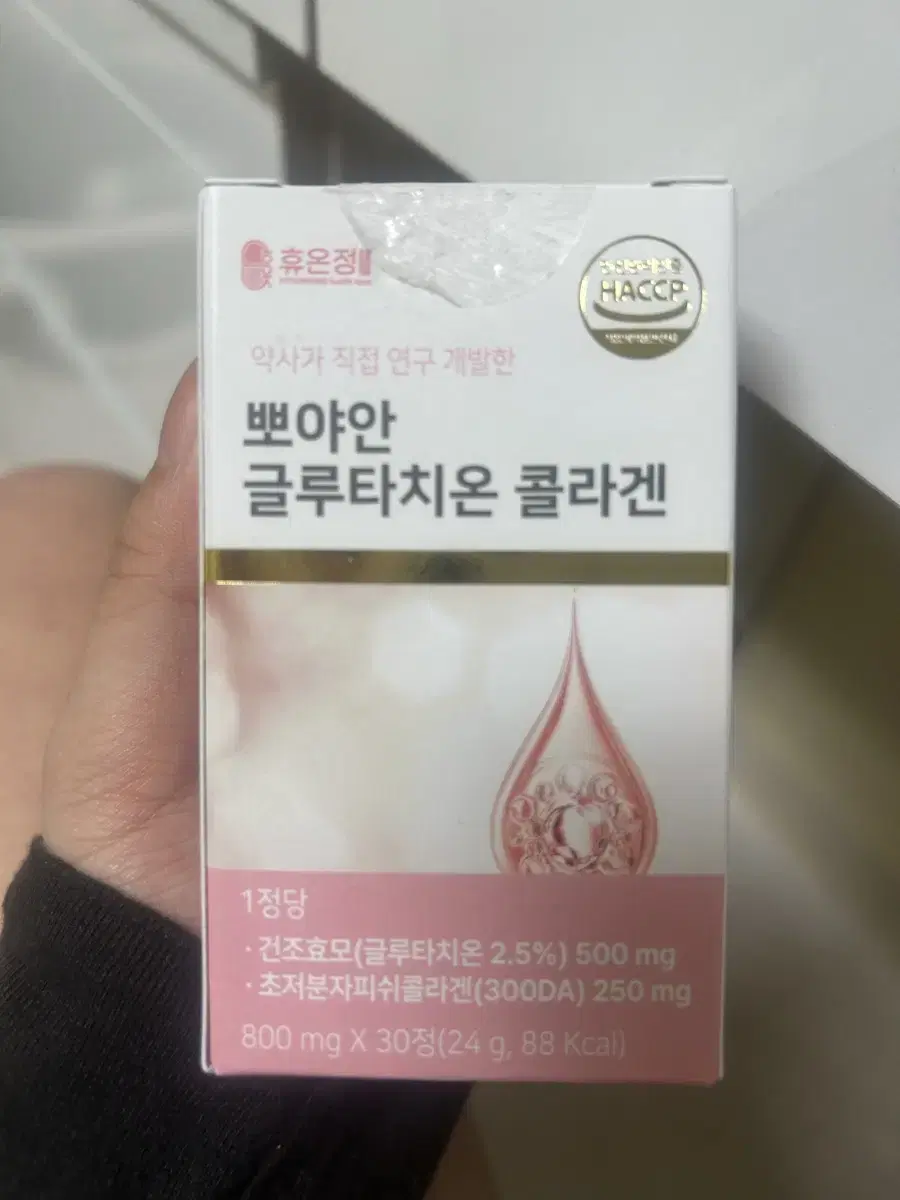 휴온정
HACCP
약사가 직접 연구 개발한
뽀야안
글루타치온 콜라겐
1정당
· 건조효모(글루타치온 2.5%) 500 mg
· 초저분자피쉬콜라겐(300DA) 250 mg
800 mg X 30정(24 g, 88 Kcal)